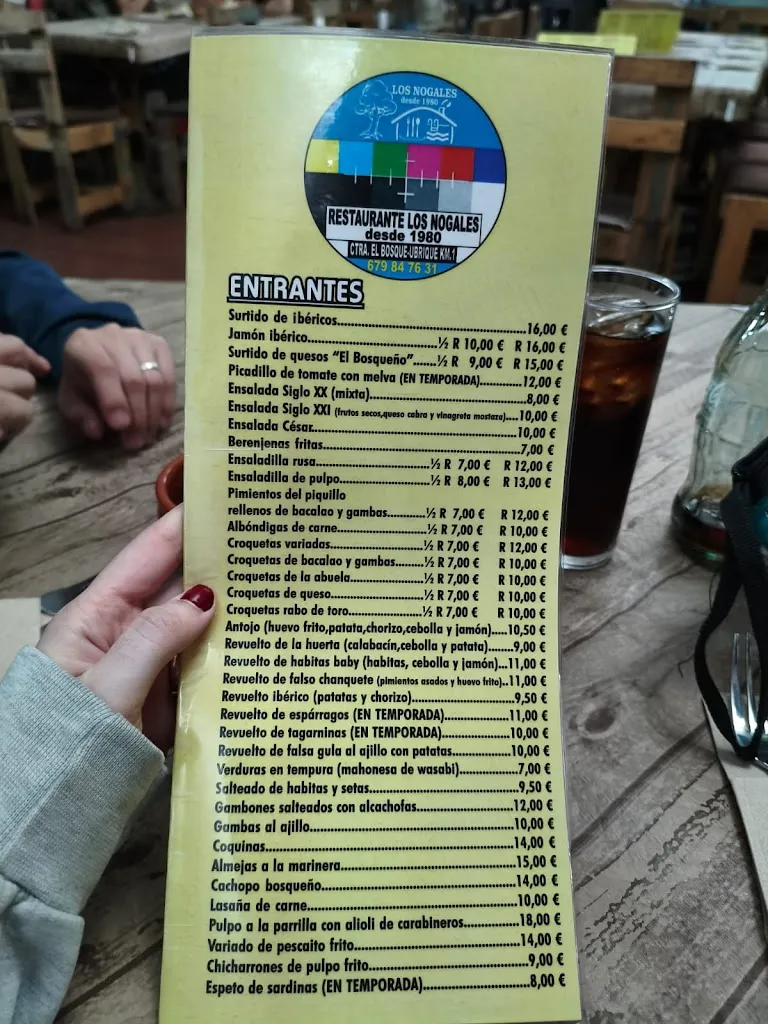 LOS NOGALES
desde 1980
RESTAURANTE LOS NOGALES
desde 1980
CTRA. EL BOSQUE-UBRIQUE KM.1
679 84 76 31
ENTRANTES
Surtido de ibéricos 16,00 €
Jamón ibérico ½ R 10,00 € R 16,00 €
Surtido de quesos “El Bosqueño” ½ R 9,00 € R 15,00 €
Picadillo de tomate con melva (EN TEMPORADA) 12,00 €
Ensalada Siglo XX (mixta) 8,00 €
Ensalada Siglo XXI (frutos secos,queso cabra y vinagreta mostaza) 10,00 €
Ensalada César 10,00 €
Berenjenas fritas 7,00 €
Ensaladilla rusa ½ R 7,00 € R 12,00 €
Ensaladilla de pulpo ½ R 8,00 € R 13,00 €
Pimientos del piquillo
rellenos de bacalao y gambas ½ R 7,00 € R 12,00 €
Albóndigas de carne ½ R 7,00 € R 10,00 €
Croquetas variadas ½ R 7,00 € R 12,00 €
Croquetas de bacalao y gambas ½ R 7,00 € R 10,00 €
Croquetas de la abuela ½ R 7,00 € R 10,00 €
Croquetas de queso ½ R 7,00 € R 10,00 €
Croquetas rabo de toro ½ R 7,00 € R 10,00 €
Antojo (huevo frito,patata,chorizo,cebolla y jamón) 10,50 €
Revuelto de la huerta (calabacín,cebolla y patata) 9,00 €
Revuelto de habitas baby (habitas, cebolla y jamón) 11,00 €
Revuelto de falso chanquete (pimientos asados y huevo frito) 11,00 €
Revuelto ibérico (patatas y chorizo) 9,50 €
Revuelto de espárragos (EN TEMPORADA) 11,00 €
Revuelto de tagarninas (EN TEMPORADA) 10,00 €
Revuelto de falsa gula al ajillo con patatas 10,00 €
Verduras en tempura (mahonesa de wasabi) 7,00 €
Salteado de habitas y setas 9,50 €
Gambones salteados con alcachofas 12,00 €
Gambas al ajillo 10,00 €
Coquinas 14,00 €
Almejas a la marinera 15,00 €
Cachopo bosqueño 14,00 €
Lasaña de carne 10,00 €
Pulpo a la parrilla con alioli de carabineros 18,00 €
Variado de pescaito frito 14,00 €
Chicharrones de pulpo frito 9,00 €
Espeto de sardinas (EN TEMPORADA) 8,00 €